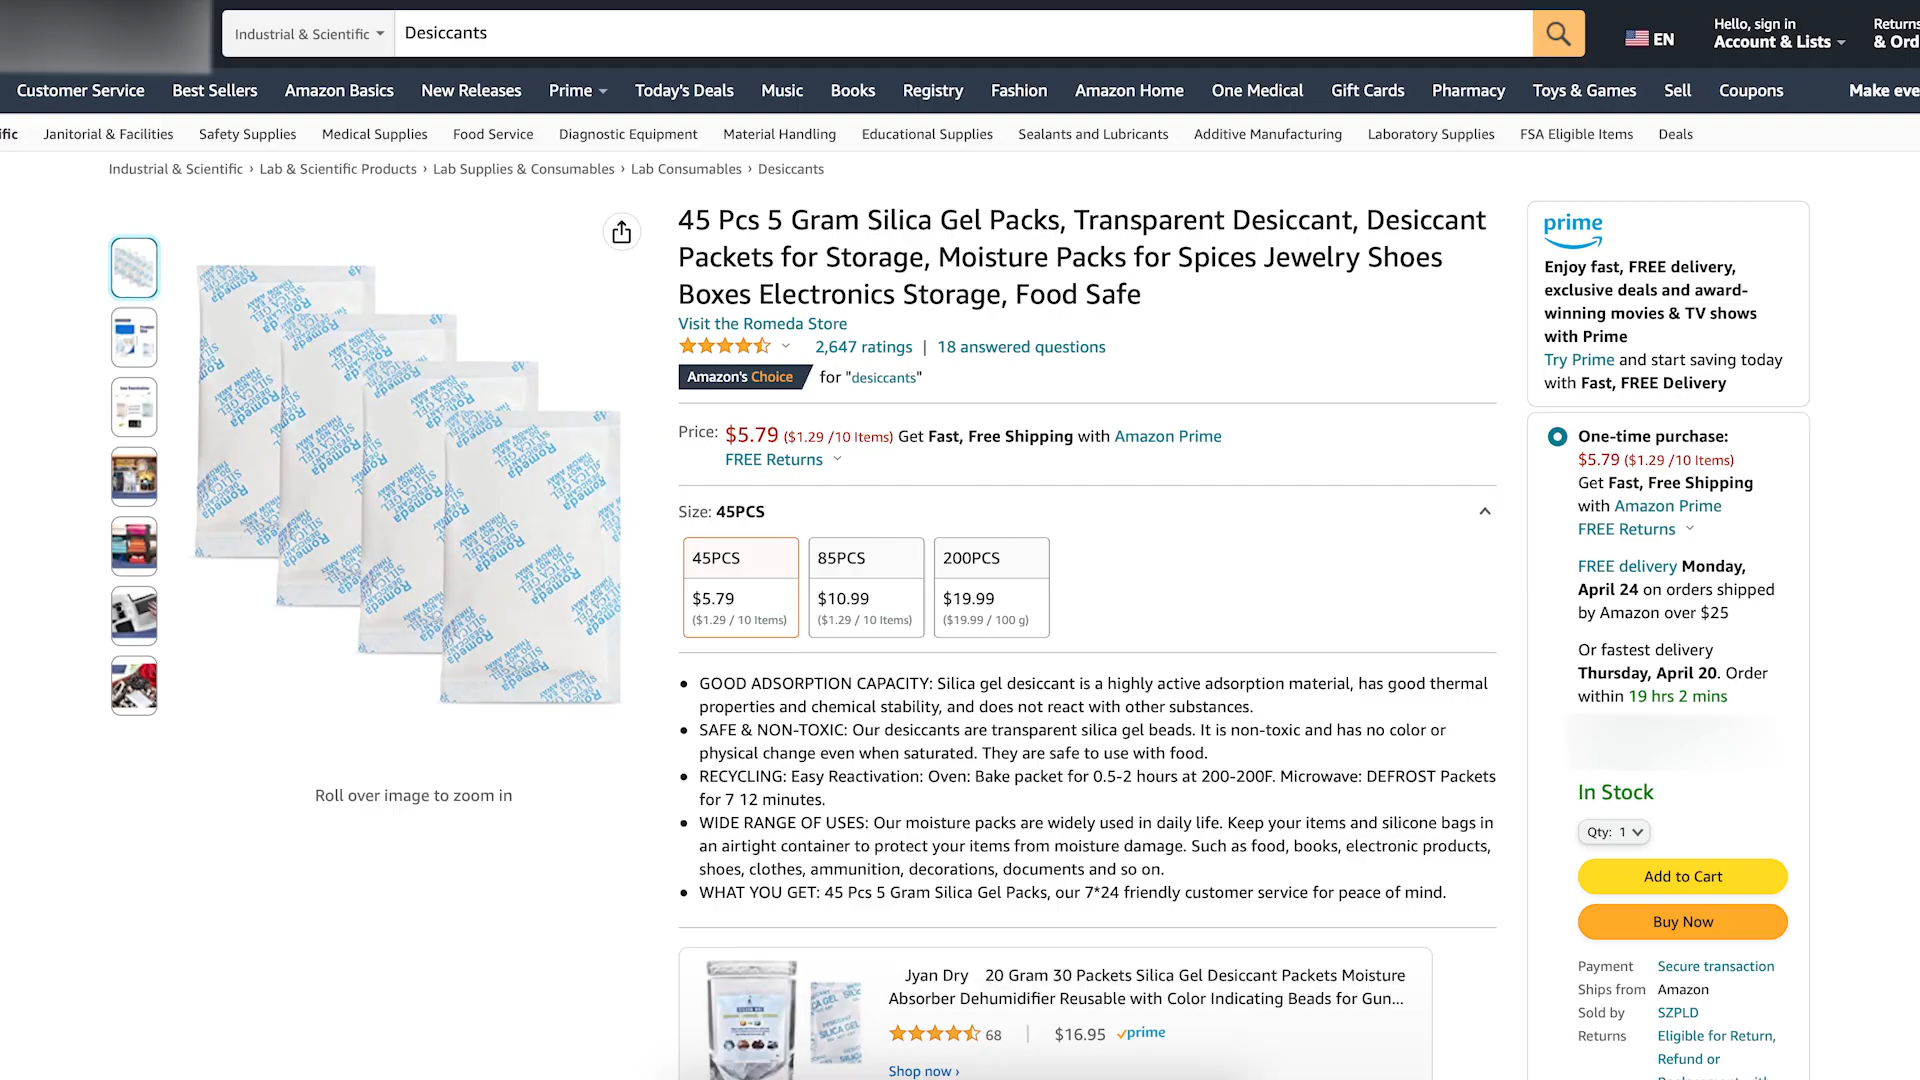 Industrial & Scientific
Desiccants
EN
Hello, sign in
Account & Lists
Returns
& Ord
Customer Service
Best Sellers
Amazon Basics
New Releases
Prime
Today's Deals
Music
Books
Registry
Fashion
Amazon Home
One Medical
Gift Cards
Pharmacy
Toys & Games
Sell
Coupons
Make eve
ific
Janitorial & Facilities
Safety Supplies
Medical Supplies
Food Service
Diagnostic Equipment
Material Handling
Educational Supplies
Sealants and Lubricants
Additive Manufacturing
Laboratory Supplies
FSA Eligible Items
Deals
Industrial & Scientific › Lab & Scientific Products › Lab Supplies & Consumables › Lab Consumables › Desiccants
Romeda
SILICA GEL
DESICCANT
DO NOT EAT
THROW AWAY
Roll over image to zoom in
45 Pcs 5 Gram Silica Gel Packs, Transparent Desiccant, Desiccant
Packets for Storage, Moisture Packs for Spices Jewelry Shoes
Boxes Electronics Storage, Food Safe
Visit the Romeda Store
2,647 ratings | 18 answered questions
Amazon's Choice for "desiccants"
Price: $5.79 ($1.29 /10 Items) Get Fast, Free Shipping with Amazon Prime
FREE Returns
Size: 45PCS
45PCS
$5.79
($1.29 / 10 Items)
85PCS
$10.99
($1.29 / 10 Items)
200PCS
$19.99
($19.99 / 100 g)
• GOOD ADSORPTION CAPACITY: Silica gel desiccant is a highly active adsorption material, has good thermal
properties and chemical stability, and does not react with other substances.
• SAFE & NON-TOXIC: Our desiccants are transparent silica gel beads. It is non-toxic and has no color or
physical change even when saturated. They are safe to use with food.
• RECYCLING: Easy Reactivation: Oven: Bake packet for 0.5-2 hours at 200-200F. Microwave: DEFROST Packets
for 7 12 minutes.
• WIDE RANGE OF USES: Our moisture packs are widely used in daily life. Keep your items and silicone bags in
an airtight container to protect your items from moisture damage. Such as food, books, electronic products,
shoes, clothes, ammunition, decorations, documents and so on.
• WHAT YOU GET: 45 Pcs 5 Gram Silica Gel Packs, our 7*24 friendly customer service for peace of mind.
SILICA GEL
Jyan Dry 20 Gram 30 Packets Silica Gel Desiccant Packets Moisture
Absorber Dehumidifier Reusable with Color Indicating Beads for Gun...
68 | $16.95 prime
Shop now ›
prime
Enjoy fast, FREE delivery,
exclusive deals and award-
winning movies & TV shows
with Prime
Try Prime and start saving today
with Fast, FREE Delivery
One-time purchase:
$5.79 ($1.29 /10 Items)
Get Fast, Free Shipping
with Amazon Prime
FREE Returns
FREE delivery Monday,
April 24 on orders shipped
by Amazon over $25
Or fastest delivery
Thursday, April 20. Order
within 19 hrs 2 mins
In Stock
Qty: 1
Add to Cart
Buy Now
Payment Secure transaction
Ships from Amazon
Sold by SZPLD
Returns Eligible for Return,
Refund or